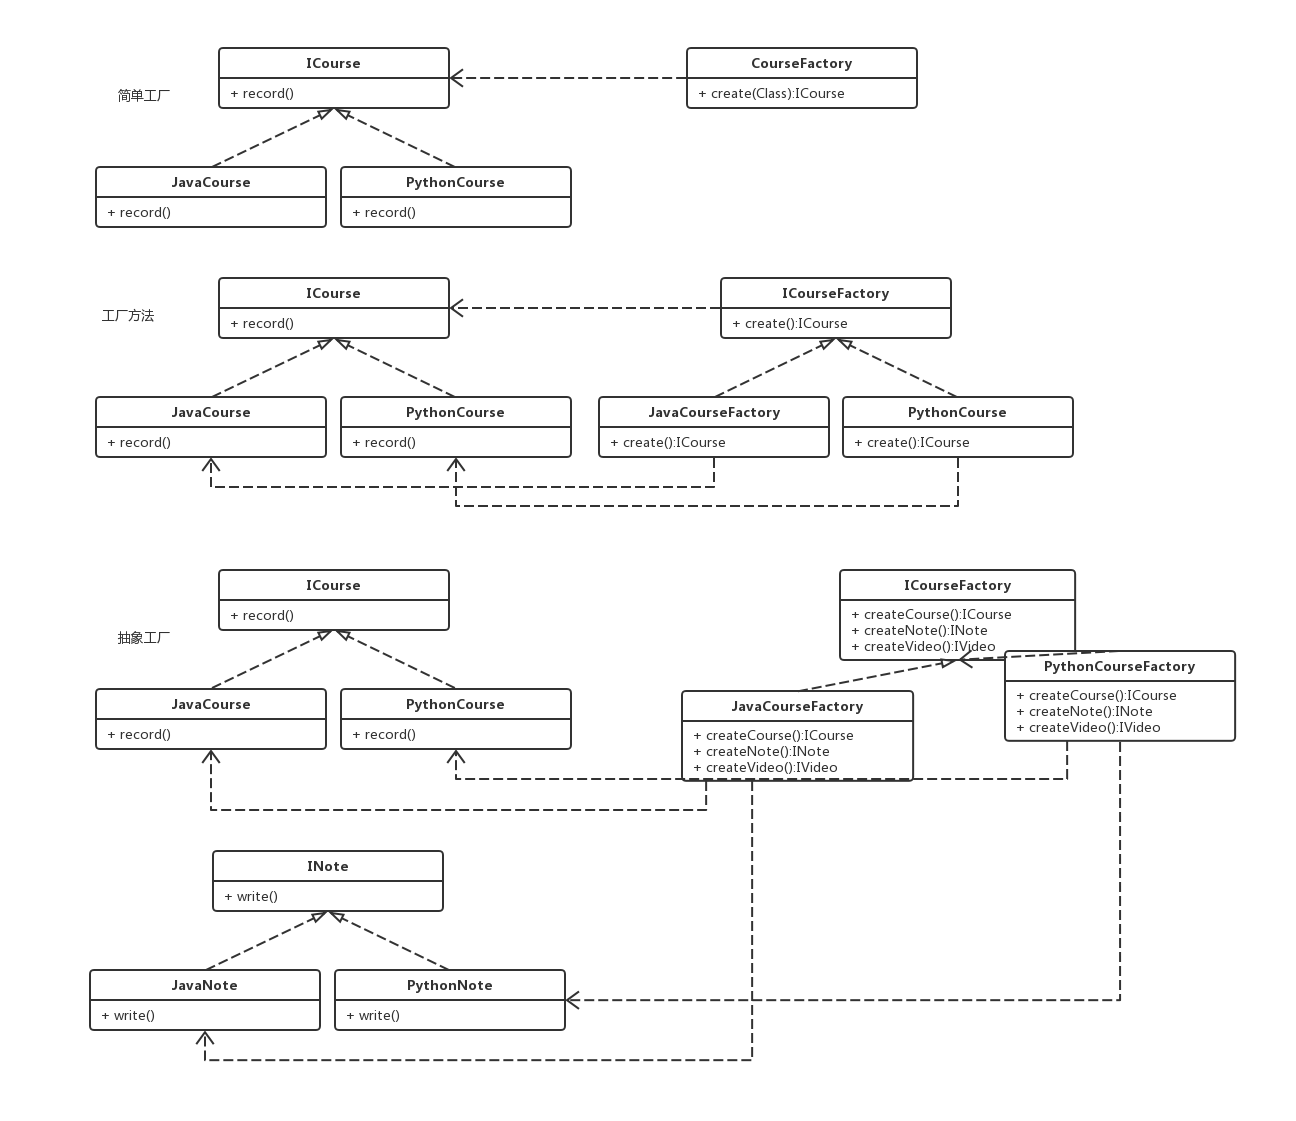 ICourse
+ record()
CourseFactory
+ create(Class):ICourse
简单工厂
JavaCourse
+ record()
PythonCourse
+ record()
ICourse
+ record()
ICourseFactory
+ create():ICourse
工厂方法
JavaCourse
+ record()
PythonCourse
+ record()
JavaCourseFactory
+ create():ICourse
PythonCourse
+ create():ICourse
ICourse
+ record()
ICourseFactory
+ createCourse():ICourse
+ createNote():INote
+ createVideo():IVideo
抽象工厂
JavaCourse
+ record()
PythonCourse
+ record()
JavaCourseFactory
+ createCourse():ICourse
+ createNote():INote
+ createVideo():IVideo
PythonCourseFactory
+ createCourse():ICourse
+ createNote():INote
+ createVideo():IVideo
INote
+ write()
JavaNote
+ write()
PythonNote
+ write()